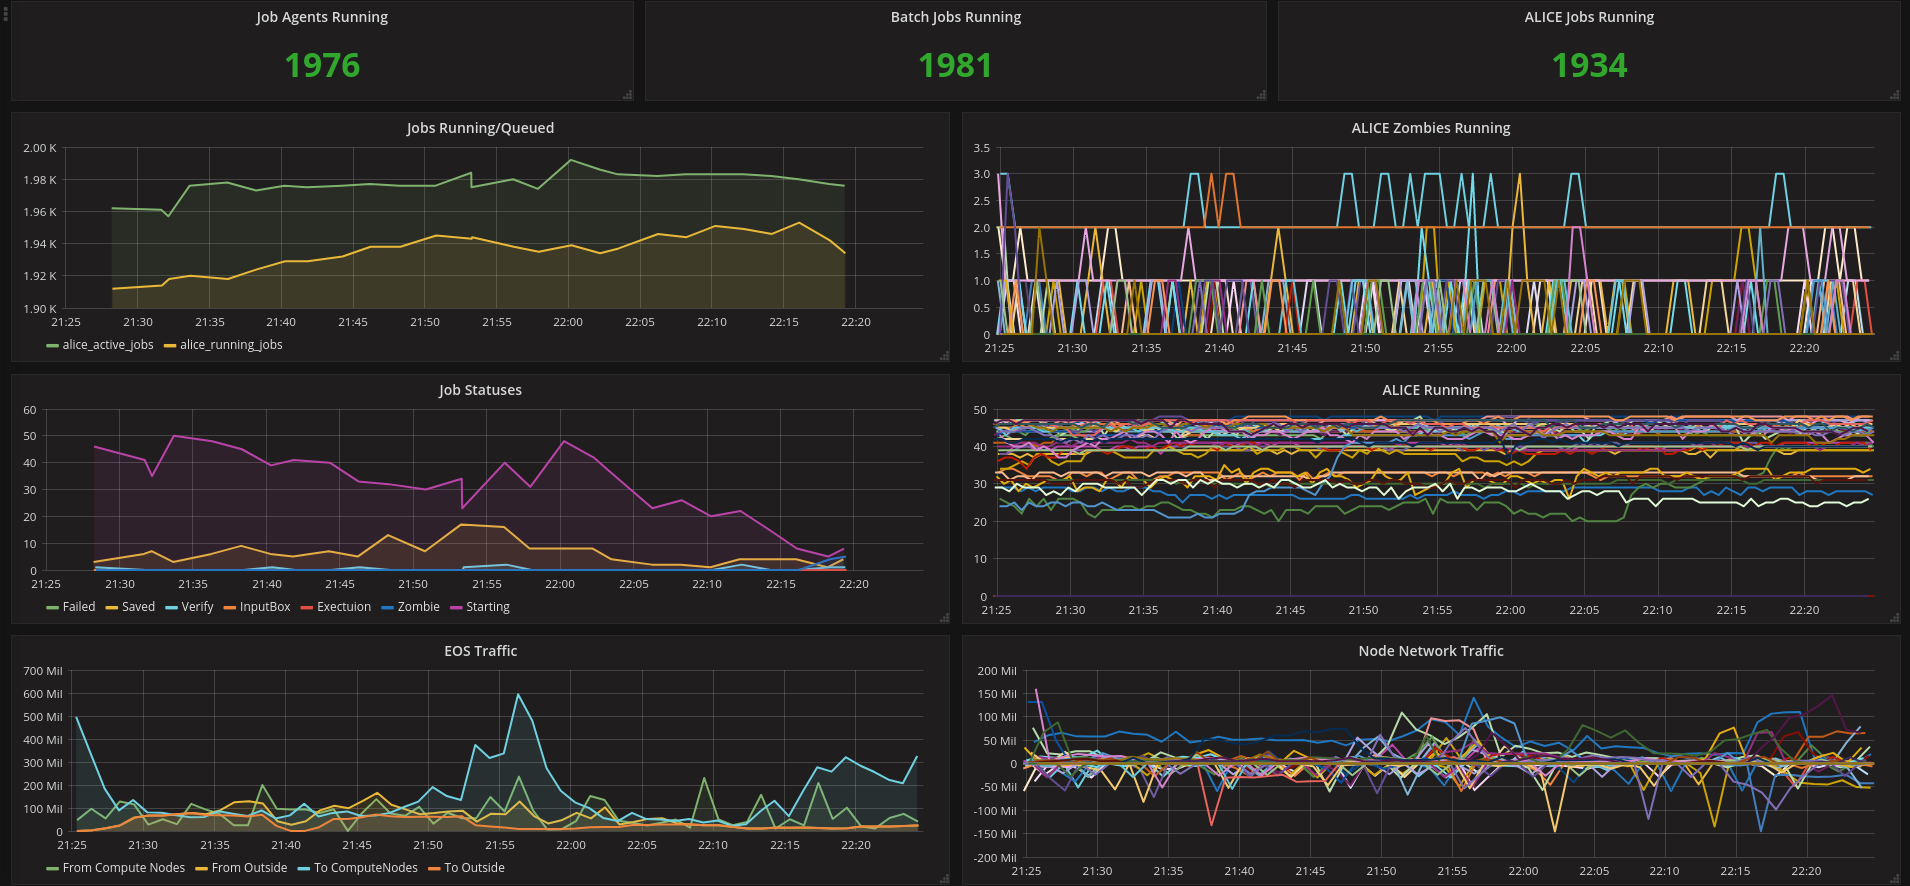 Job Agents Running
1976
Batch Jobs Running
1981
ALICE Jobs Running
1934
Jobs Running/Queued
2.00 K
1.98 K
1.96 K
1.94 K
1.92 K
1.90 K
21:25 21:30 21:35 21:40 21:45 21:50 21:55 22:00 22:05 22:10 22:15 22:20
alice_active_jobs alice_running_jobs
ALICE Zombies Running
3.5
3.0
2.5
2.0
1.5
1.0
0.5
0
21:25 21:30 21:35 21:40 21:45 21:50 21:55 22:00 22:05 22:10 22:15 22:20
Job Statuses
60
50
40
30
20
10
0
21:25 21:30 21:35 21:40 21:45 21:50 21:55 22:00 22:05 22:10 22:15 22:20
Failed Saved Verify InputBox Exectuion Zombie Starting
ALICE Running
50
40
30
20
10
0
21:25 21:30 21:35 21:40 21:45 21:50 21:55 22:00 22:05 22:10 22:15 22:20
EOS Traffic
700 Mil
600 Mil
500 Mil
400 Mil
300 Mil
200 Mil
100 Mil
0
21:25 21:30 21:35 21:40 21:45 21:50 21:55 22:00 22:05 22:10 22:15 22:20
From Compute Nodes From Outside To ComputeNodes To Outside
Node Network Traffic
200 Mil
150 Mil
100 Mil
50 Mil
0
-50 Mil
-100 Mil
-150 Mil
-200 Mil
21:25 21:30 21:35 21:40 21:45 21:50 21:55 22:00 22:05 22:10 22:15 22:20